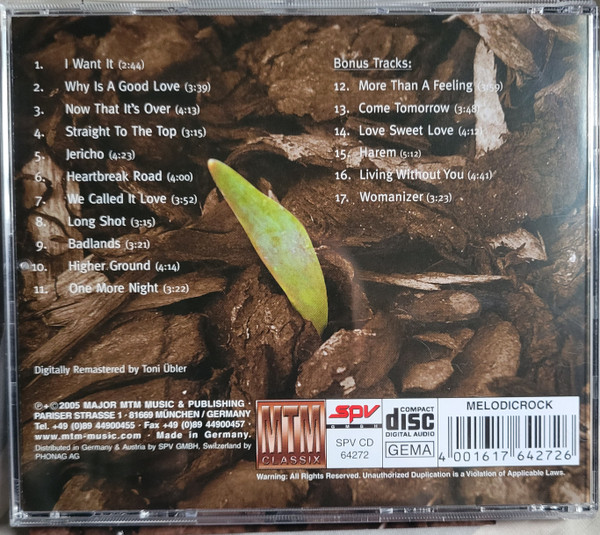 1. I Want It (2:44)
2. Why Is A Good Love (3:39)
3. Now That It's Over (4:13)
4. Straight To The Top (3:15)
5. Jericho (4:23)
6. Heartbreak Road (4:00)
7. We Called It Love (3:52)
8. Long Shot (3:15)
9. Badlands (3:21)
10. Higher Ground (4:14)
11. One More Night (3:22)
Bonus Tracks:
12. More Than A Feeling (3:59)
13. Come Tomorrow (3:48)
14. Love Sweet Love (4:12)
15. Harem (5:12)
16. Living Without You (4:41)
17. Womanizer (3:23)
Digitally Remastered by Toni Übler
℗+©2005 MAJOR MTM MUSIC & PUBLISHING ·
PARISER STRASSE 1 · 81669 MÜNCHEN / GERMANY
Tel. +49 (0)89 44900455 · Fax +49 (0)89 44900457 ·
www.mtm-music.com · Made in Germany.
Distributed in Germany & Austria by SPV GMBH, Switzerland by
PHONAG AG
MTM
CLASSIX
SPV
SPV CD
64272
COMPACT
disc
DIGITAL AUDIO
GEMA
MELODICROCK
4 001617 642726
Warning: All Rights Reserved. Unauthorized Duplication is a Violation of Applicable Laws.